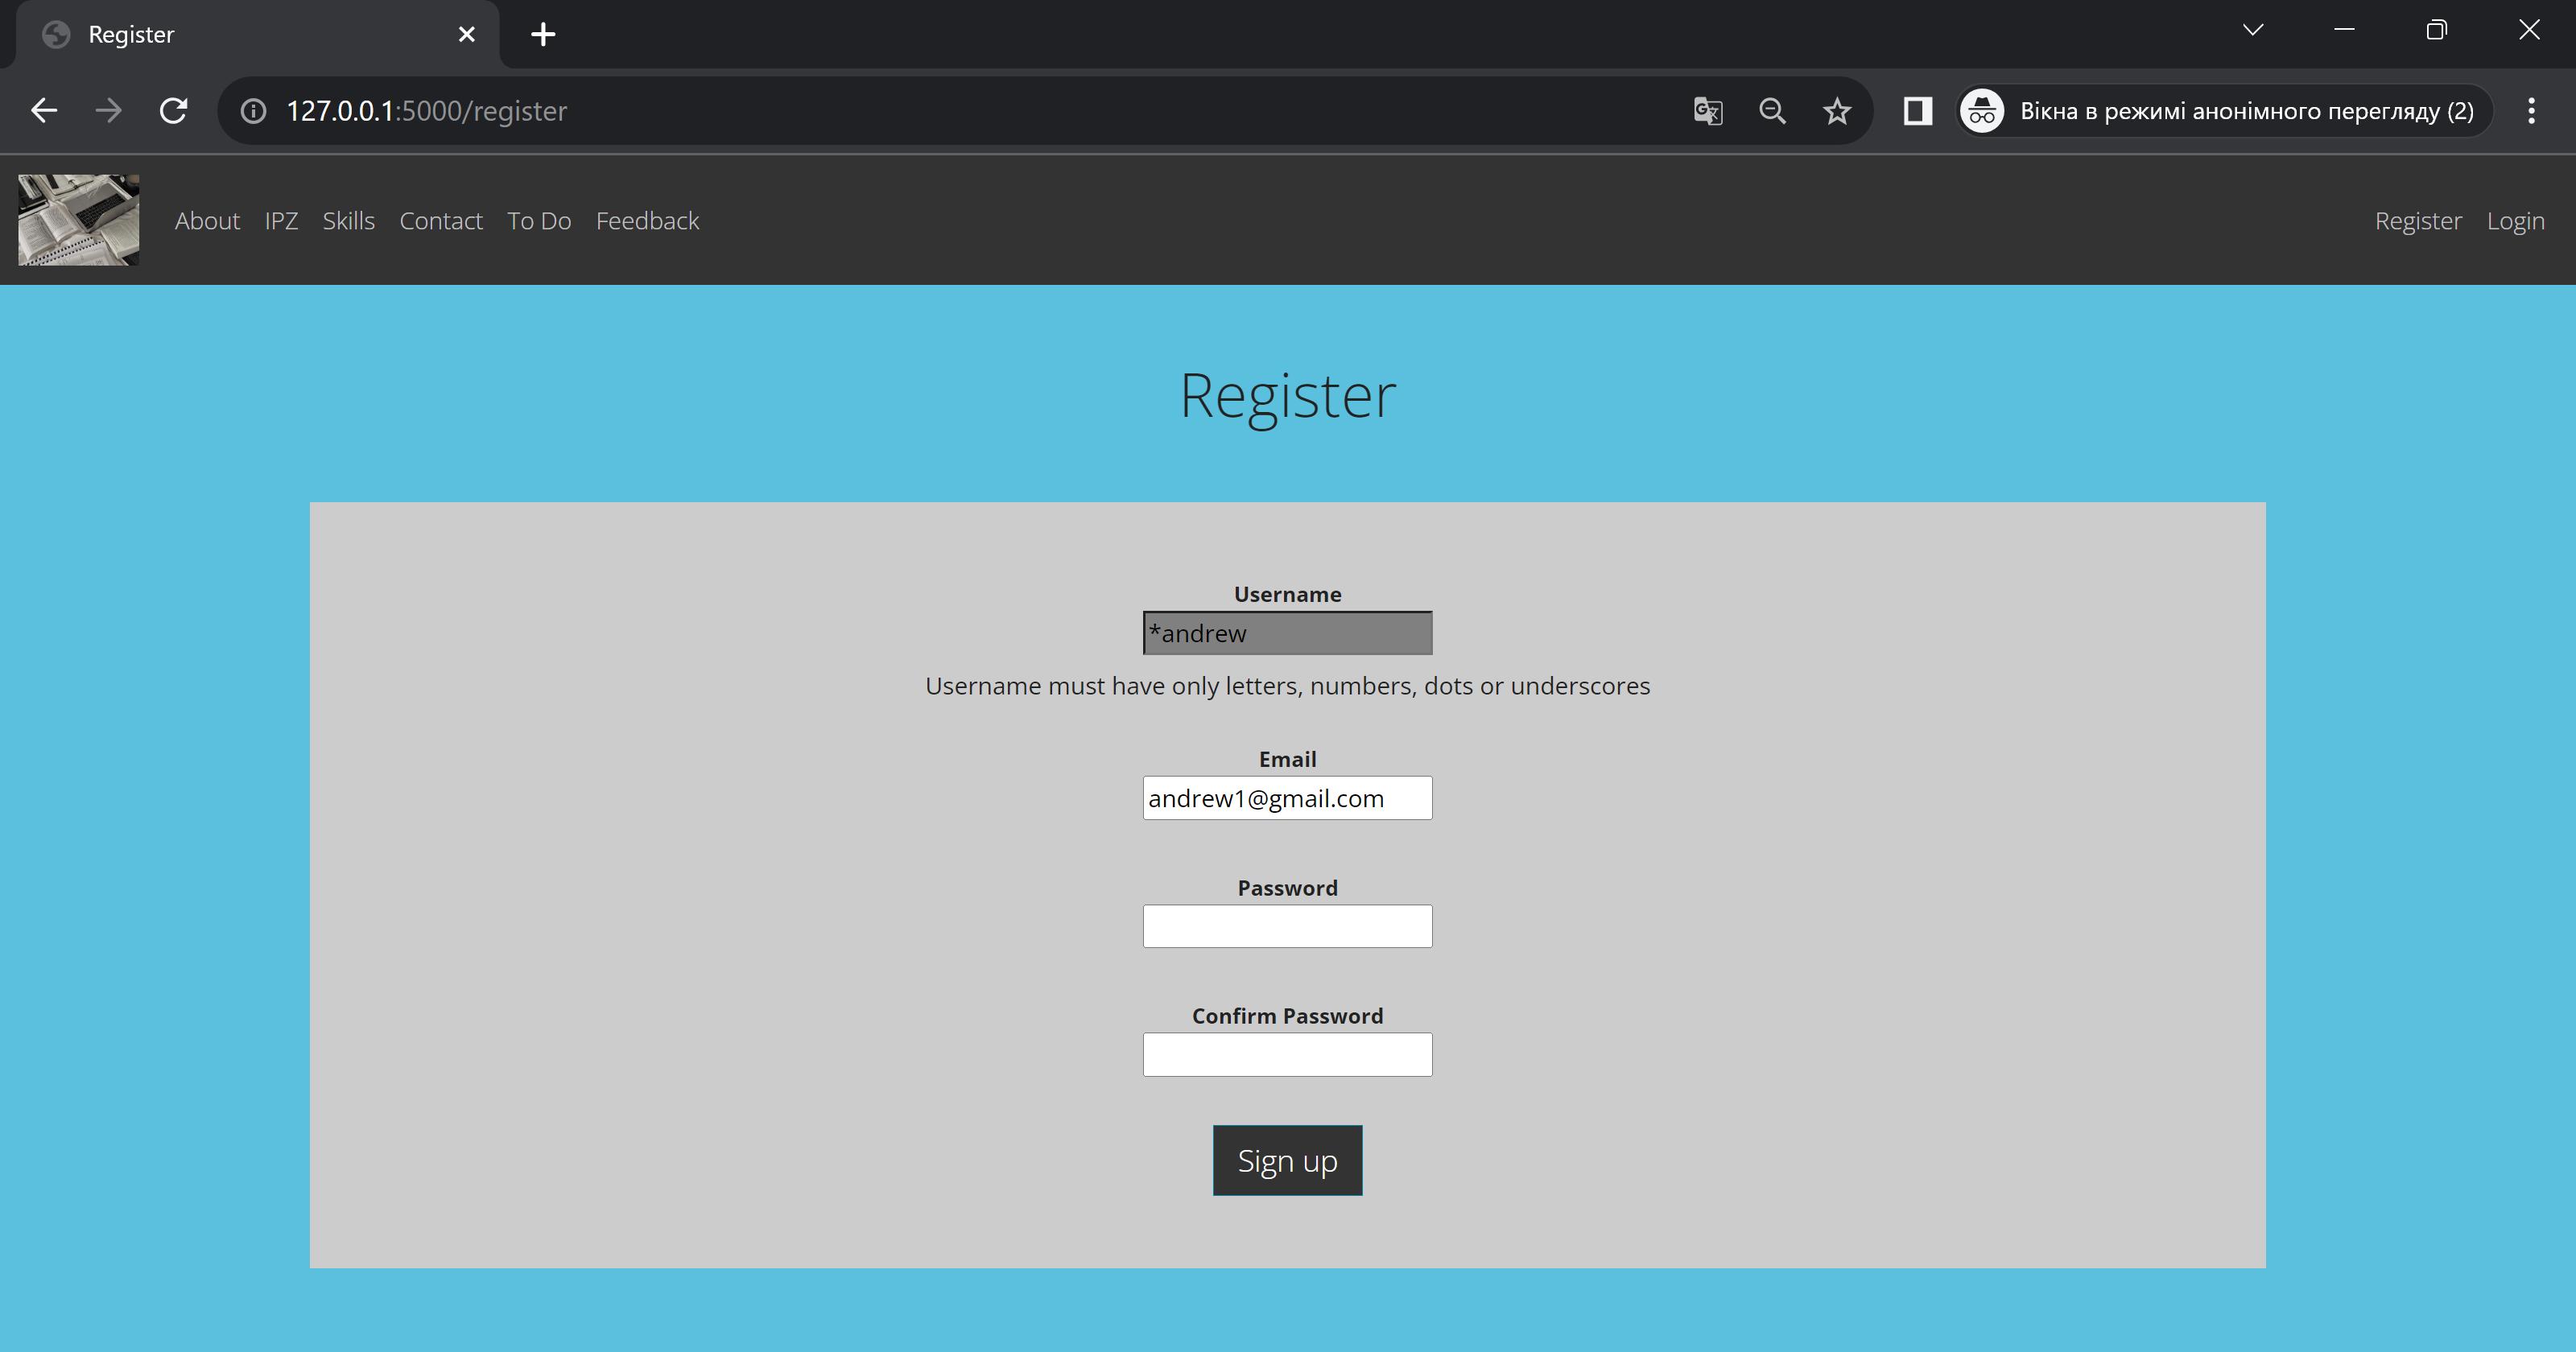 Register
127.0.0.1:5000/register
Вікна в режимі анонімного перегляду (2)
About IPZ Skills Contact To Do Feedback
Register Login
Register
Username
*andrew
Username must have only letters, numbers, dots or underscores
Email
andrew1@gmail.com
Password
Confirm Password
Sign up